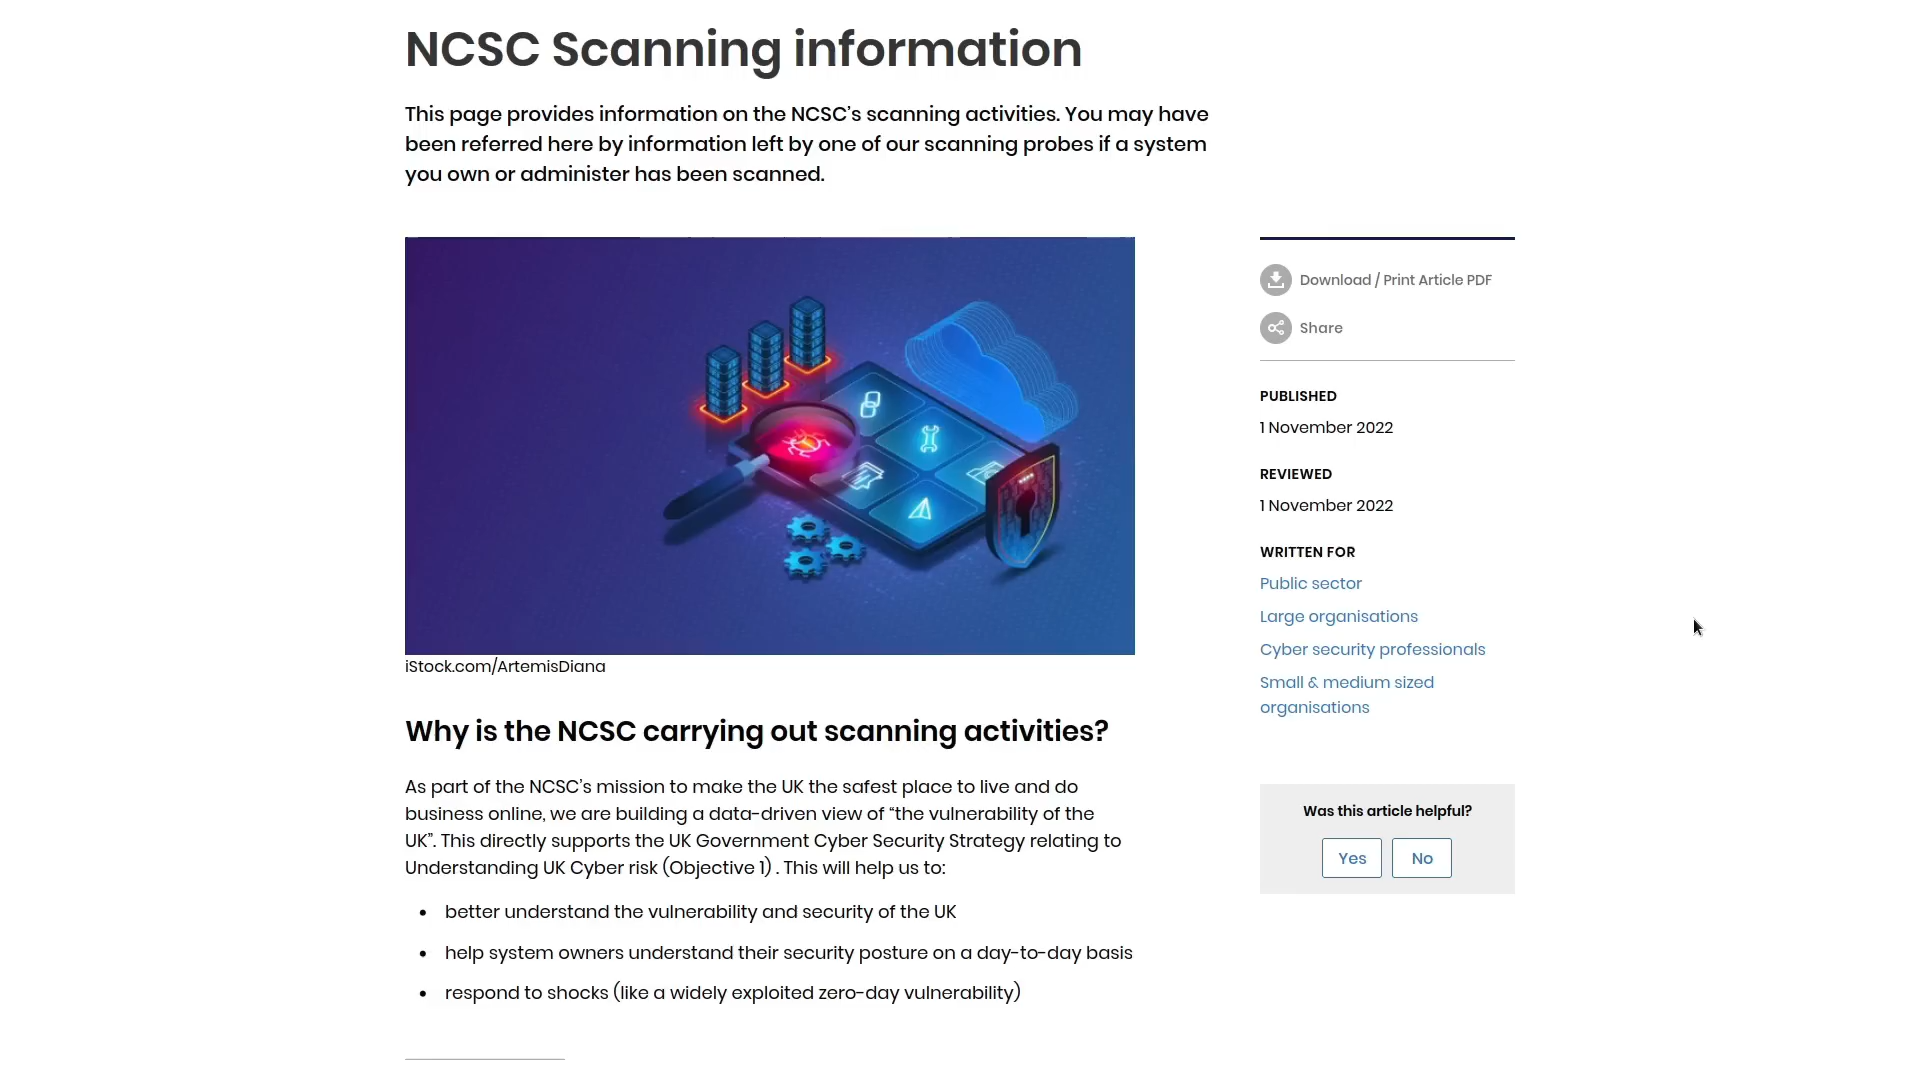 NCSC Scanning information
This page provides information on the NCSC’s scanning activities. You may have
been referred here by information left by one of our scanning probes if a system
you own or administer has been scanned.
iStock.com/ArtemisDiana
Why is the NCSC carrying out scanning activities?
As part of the NCSC’s mission to make the UK the safest place to live and do
business online, we are building a data-driven view of “the vulnerability of the
UK”. This directly supports the UK Government Cyber Security Strategy relating to
Understanding UK Cyber risk (Objective 1) . This will help us to:
• better understand the vulnerability and security of the UK
• help system owners understand their security posture on a day-to-day basis
• respond to shocks (like a widely exploited zero-day vulnerability)
Download / Print Article PDF
Share
PUBLISHED
1 November 2022
REVIEWED
1 November 2022
WRITTEN FOR
Public sector
Large organisations
Cyber security professionals
Small & medium sized
organisations
Was this article helpful?
Yes No